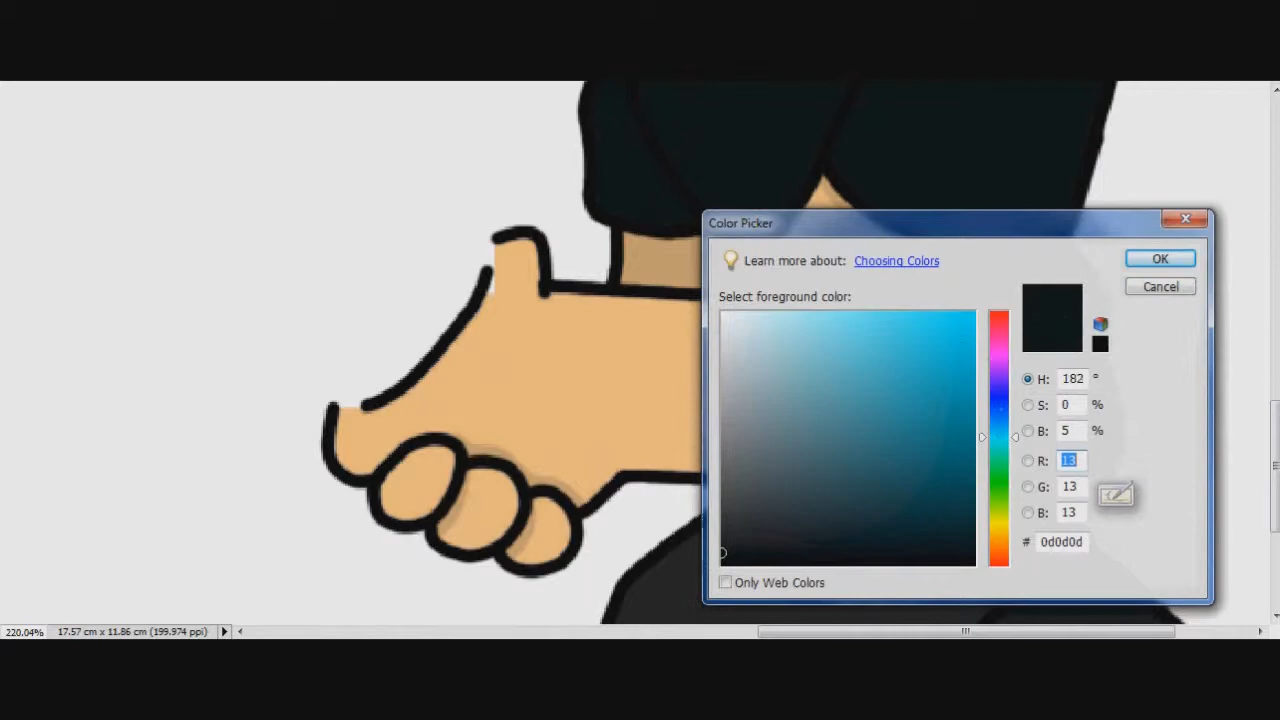 Color Picker
Learn more about: Choosing Colors
OK
Cancel
Select foreground color:
H: 182 °
S: 0 %
B: 5 %
R: 13
G: 13
B: 13
# 0d0d0d
Only Web Colors
220.04% 17.57 cm x 11.86 cm (199.974 ppi)